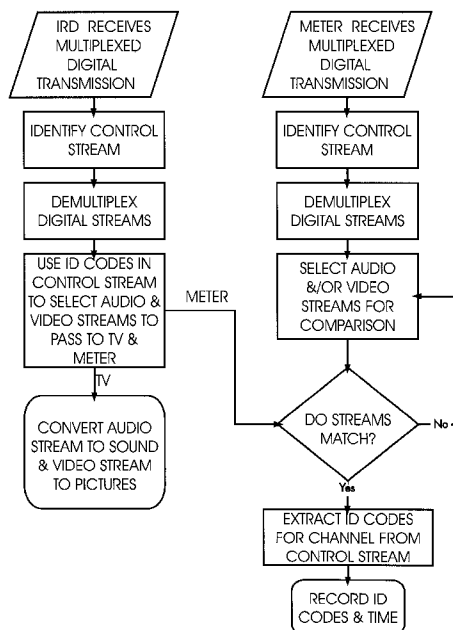 IRD RECEIVES
MULTIPLEXED
DIGITAL
TRANSMISSION
IDENTIFY CONTROL
STREAM
DEMULTIPLEX
DIGITAL STREAMS
USE ID CODES IN
CONTROL STREAM
TO SELECT AUDIO &
VIDEO STREAMS TO
PASS TO TV &
METER
TV
CONVERT AUDIO
STREAM TO SOUND
& VIDEO STREAM
TO PICTURES
METER
METER RECEIVES
MULTIPLEXED
DIGITAL
TRANSMISSION
IDENTIFY CONTROL
STREAM
DEMULTIPLEX
DIGITAL STREAMS
SELECT AUDIO
&/OR VIDEO
STREAMS FOR
COMPARISON
DO STREAMS
MATCH?
No
Yes
EXTRACT ID CODES
FOR CHANNEL FROM
CONTROL STREAM
RECORD ID
CODES & TIME